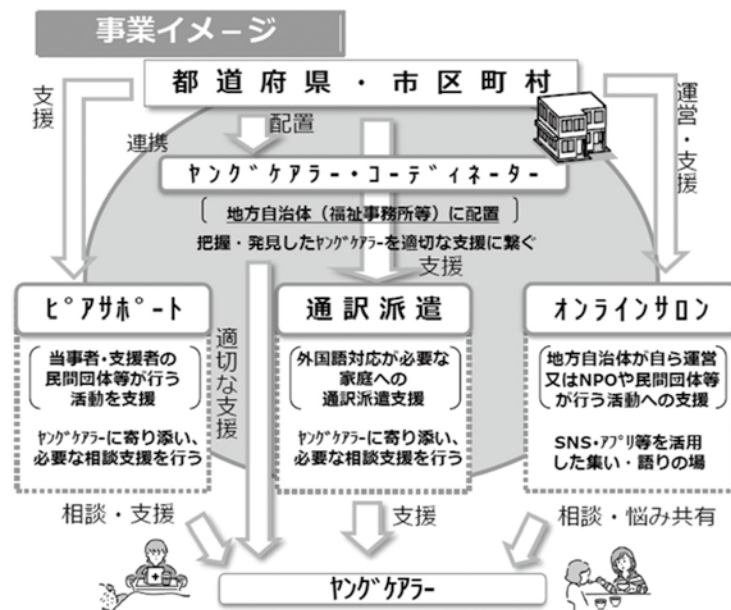 事業イメージ
都道府県・市区町村
支援
配置
運営・支援
連携
ﾔﾝｸﾞｹｱﾗｰ・ｺｰﾃﾞｨﾈｰﾀｰ
地方自治体（福祉事務所等）に配置
把握・発見したﾔﾝｸﾞｹｱﾗｰを適切な支援に繋ぐ
支援
ﾋﾟｱｻﾎﾟｰﾄ
当事者・支援者の
民間団体等が行う
活動を支援
ﾔﾝｸﾞｹｱﾗｰに寄り添い、
必要な相談支援を行う
適切な支援
通訳派遣
外国語対応が必要な
家庭への
通訳派遣支援
ﾔﾝｸﾞｹｱﾗｰに寄り添い、
必要な相談支援を行う
オンラインサロン
地方自治体が自ら運営
又はNPOや民間団体等
が行う活動への支援
SNS・ｱﾌﾟﾘ等を活用
した集い・語りの場
相談・支援
支援
相談・悩み共有
ﾔﾝｸﾞｹｱﾗｰ